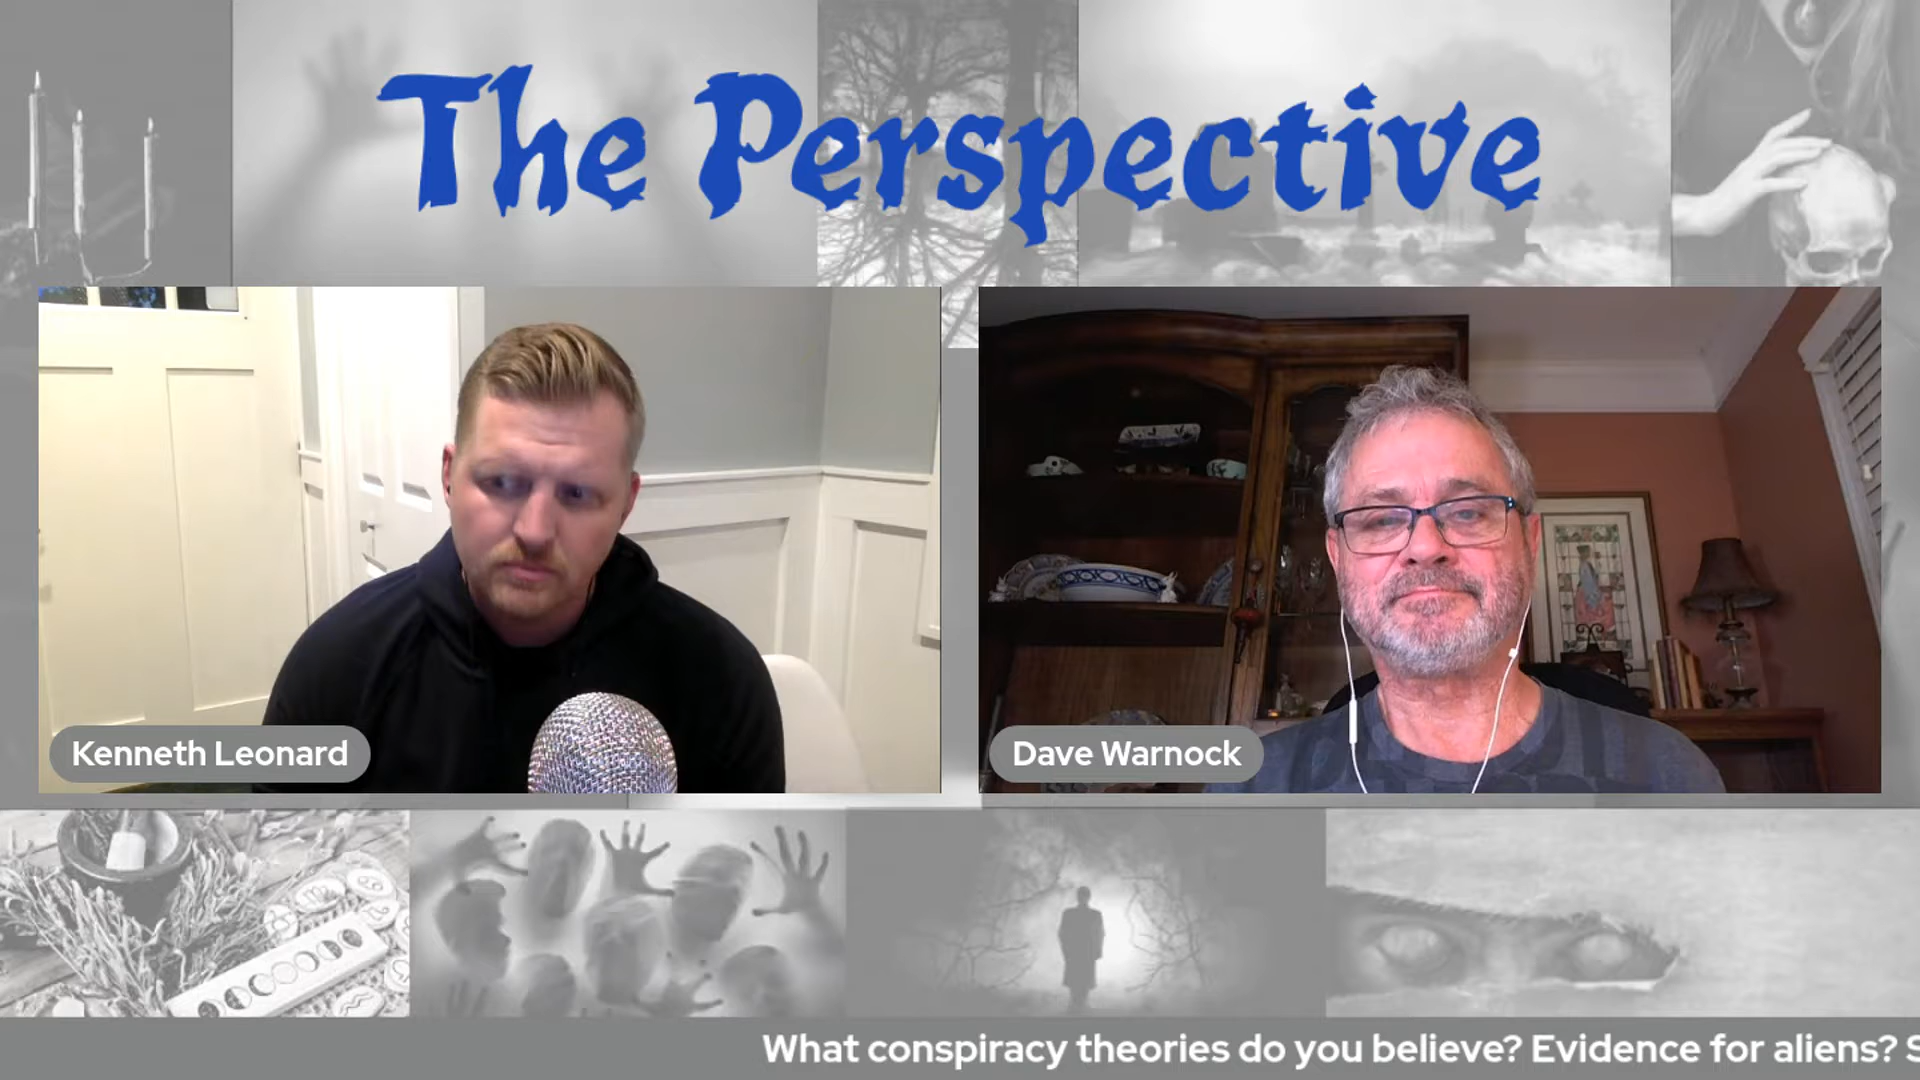 The Perspective
Kenneth Leonard
Dave Warnock
What conspiracy theories do you believe? Evidence for aliens? S